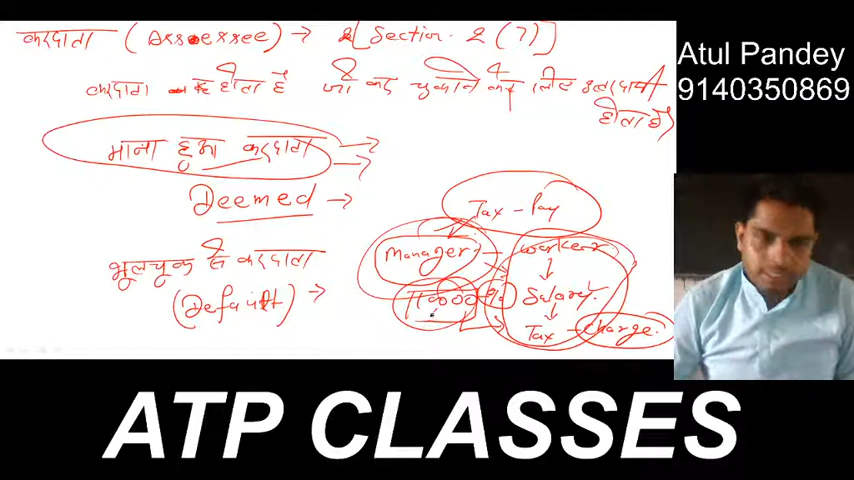 करदाता (Assessee) → [Section - 2 (7)]
करदाता वह होता है जो कर चुकाने के लिए उत्तरदायी
होता है
माना हुआ करदाता →
Deemed →
Tax - Pay
Manager - worker
भूलचूक से करदाता
(Default) →
Salary
Tax - charge
Atul Pandey
9140350869
ATP CLASSES